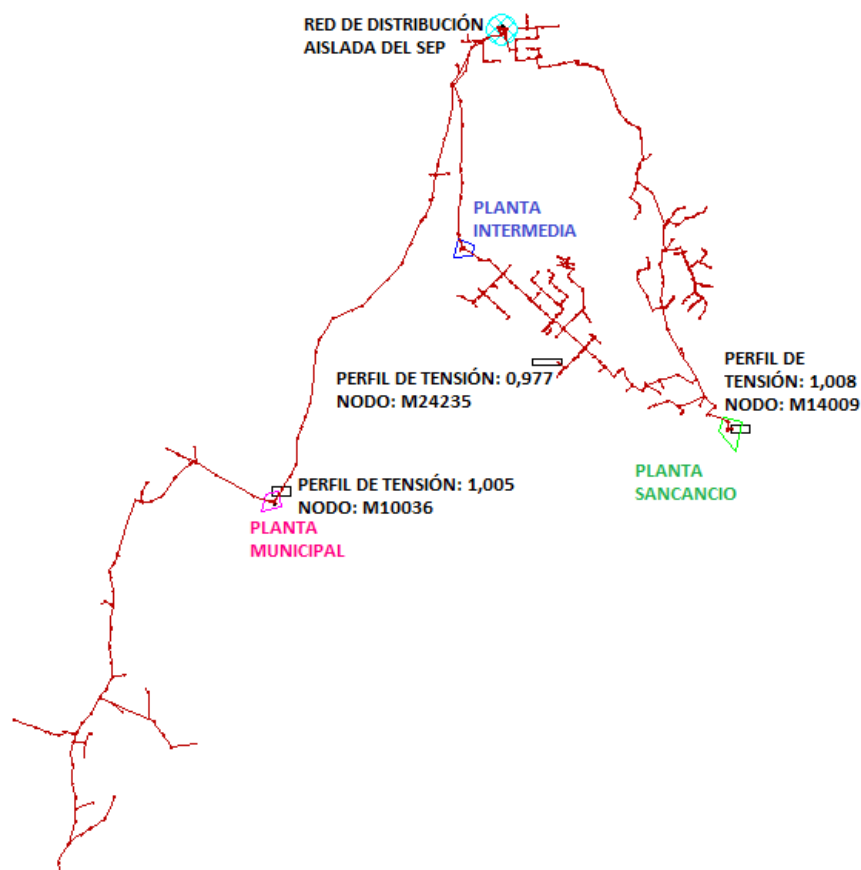 RED DE DISTRIBUCIÓN
AISLADA DEL SEP
PLANTA
INTERMEDIA
PERFIL DE TENSIÓN: 0,977
NODO: M24235
PERFIL DE
TENSIÓN: 1,008
NODO: M14009
PLANTA
SANCANCIO
PERFIL DE TENSIÓN: 1,005
NODO: M10036
PLANTA
MUNICIPAL